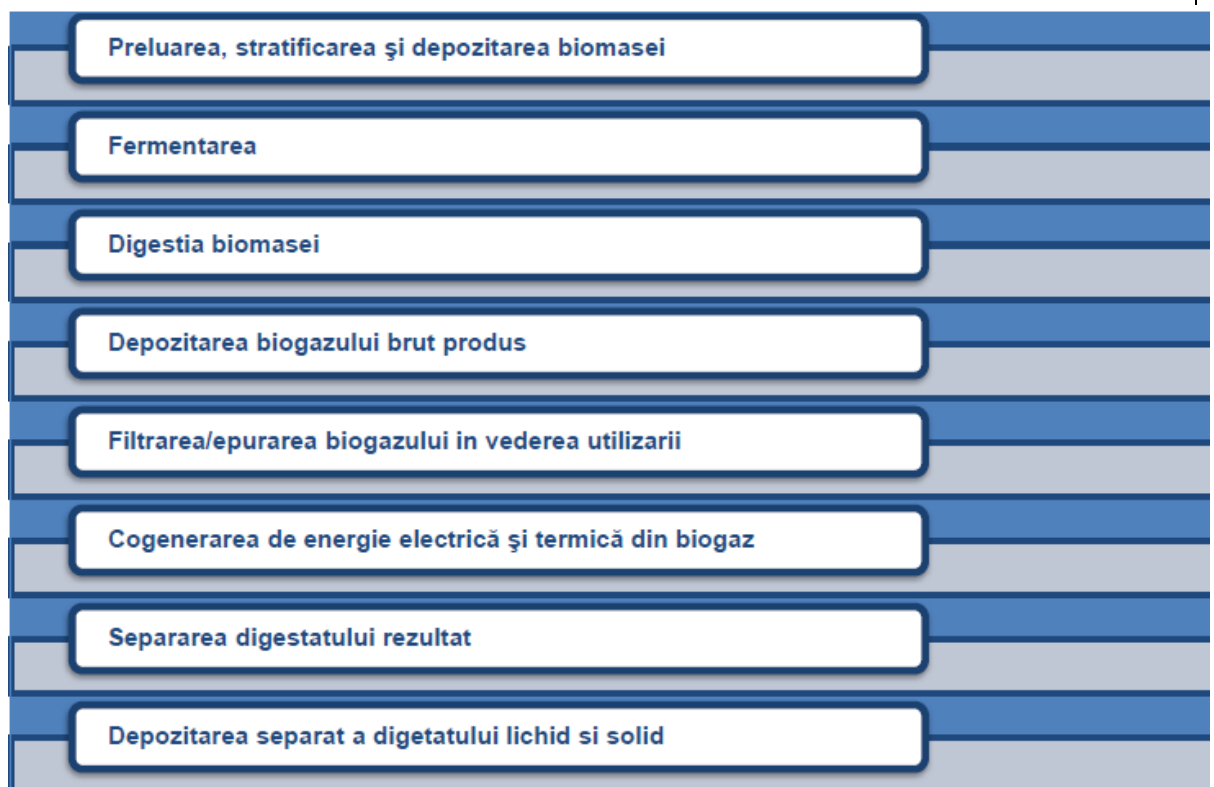 Preluarea, stratificarea şi depozitarea biomasei
Fermentarea
Digestia biomasei
Depozitarea biogazului brut produs
Filtrarea/epurarea biogazului in vederea utilizarii
Cogenerarea de energie electrică şi termică din biogaz
Separarea digestatului rezultat
Depozitarea separat a digetatului lichid si solid